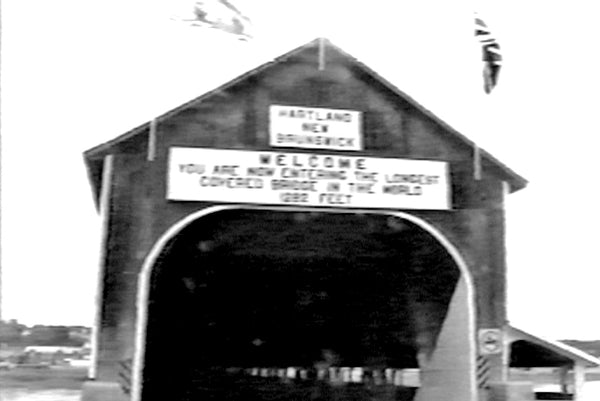 HARTLAND
NEW
BRUNSWICK
WELCOME
YOU ARE NOW ENTERING THE LONGEST
COVERED BRIDGE IN THE WORLD
1282 FEET